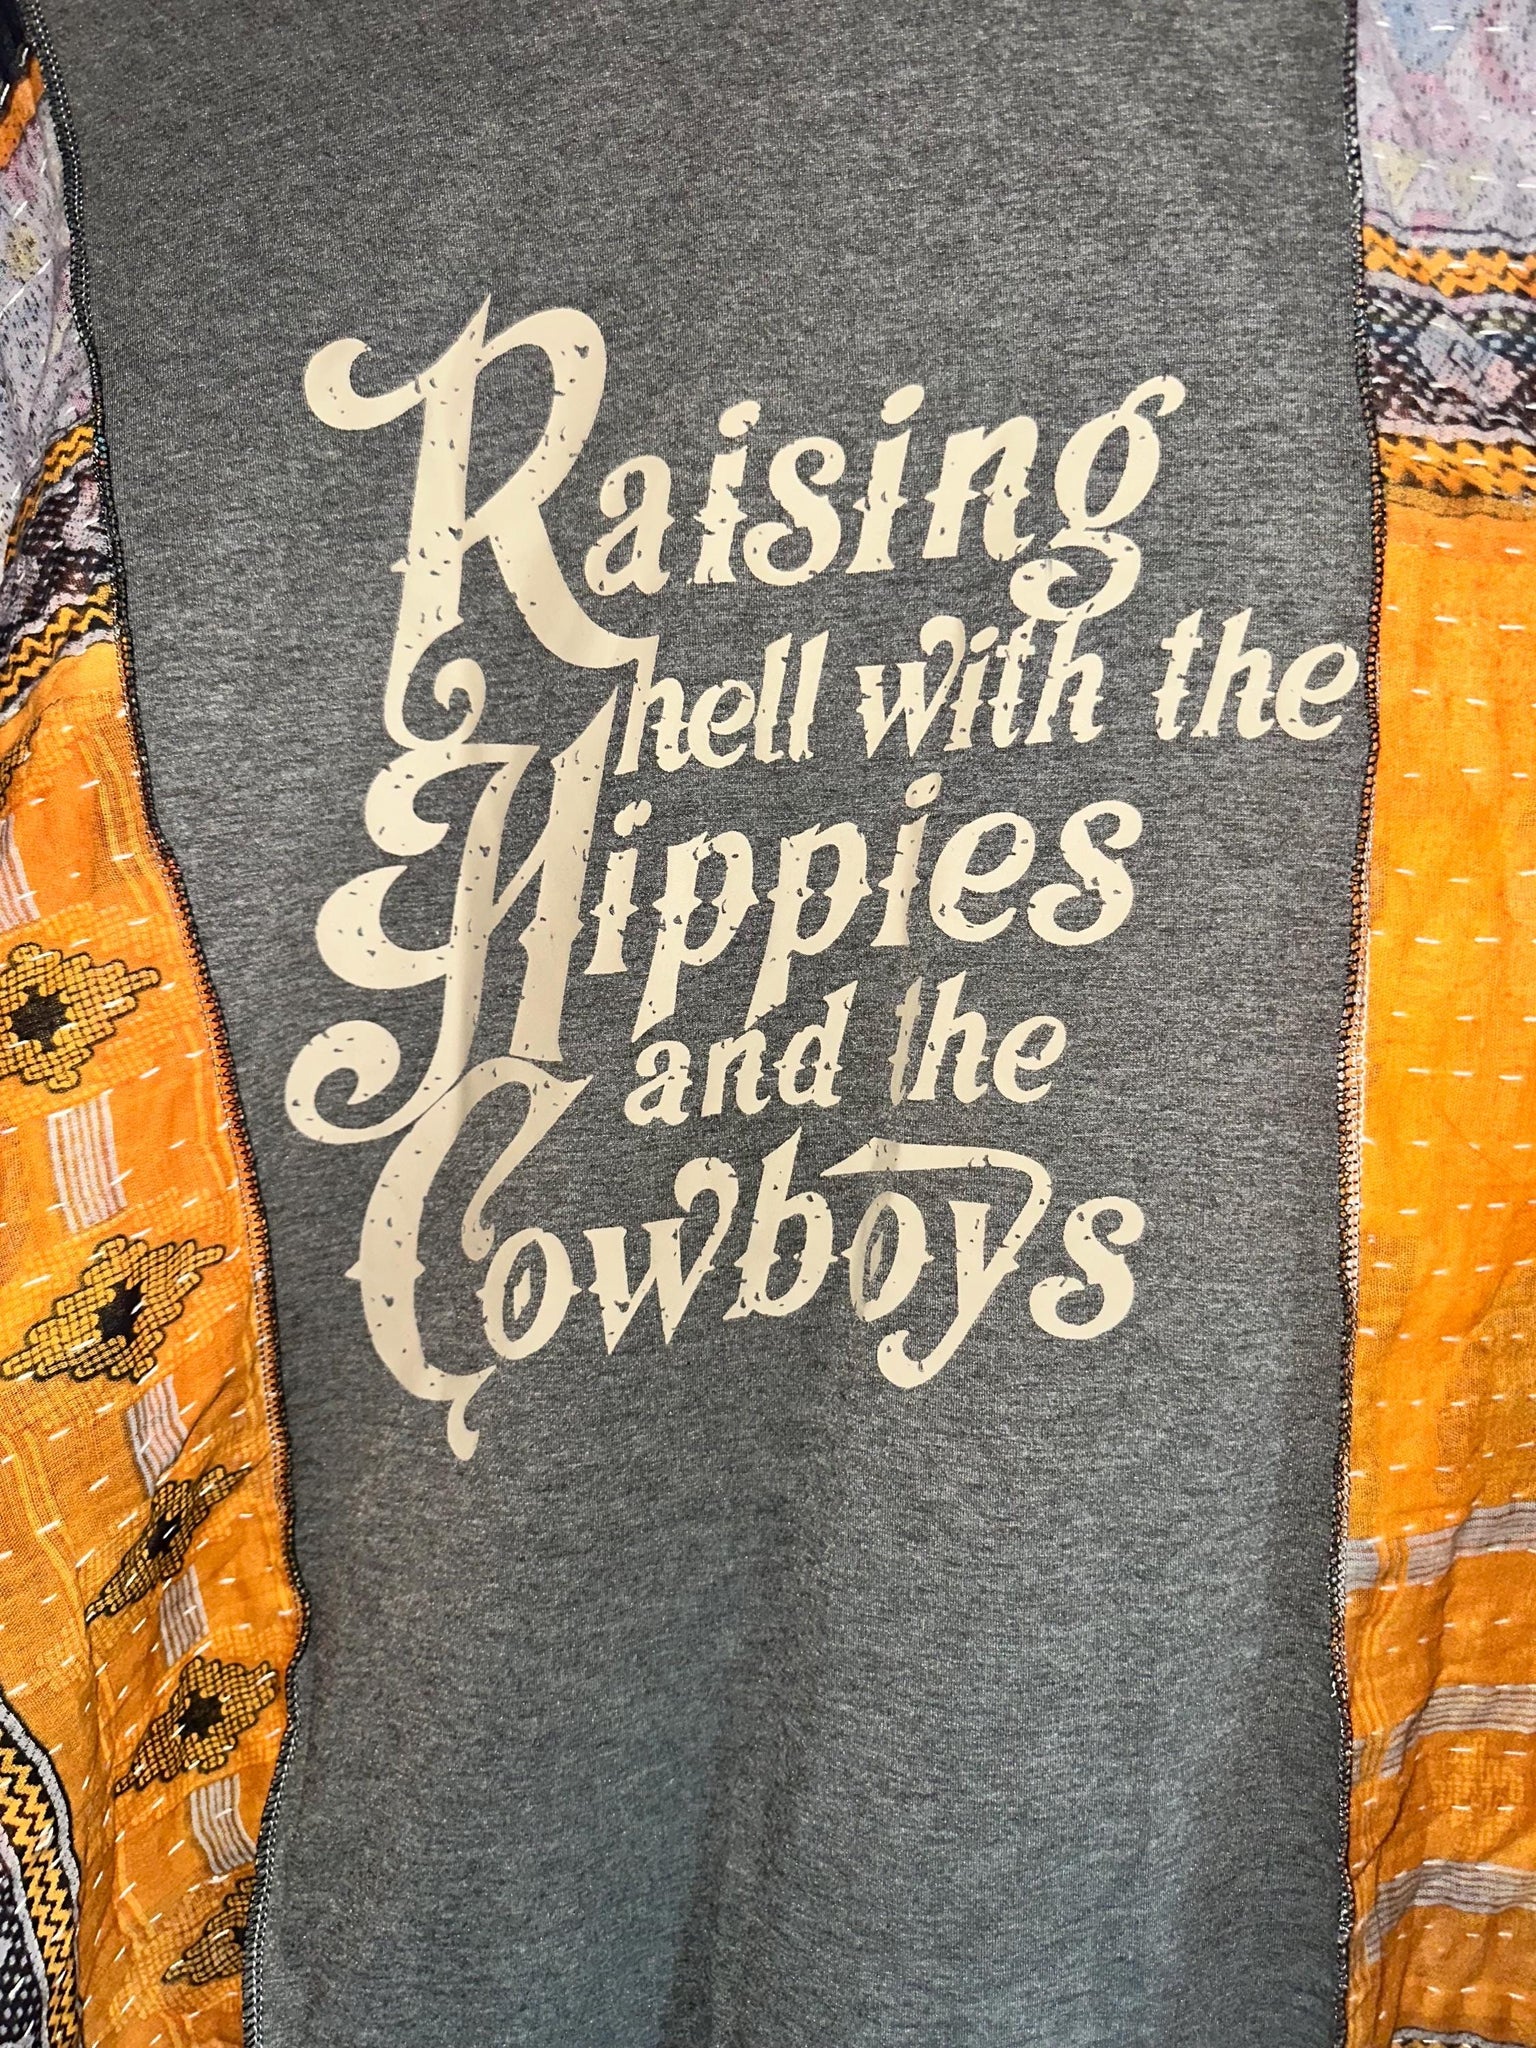 Raising
hell with the
Hippies
and the
Cowboys